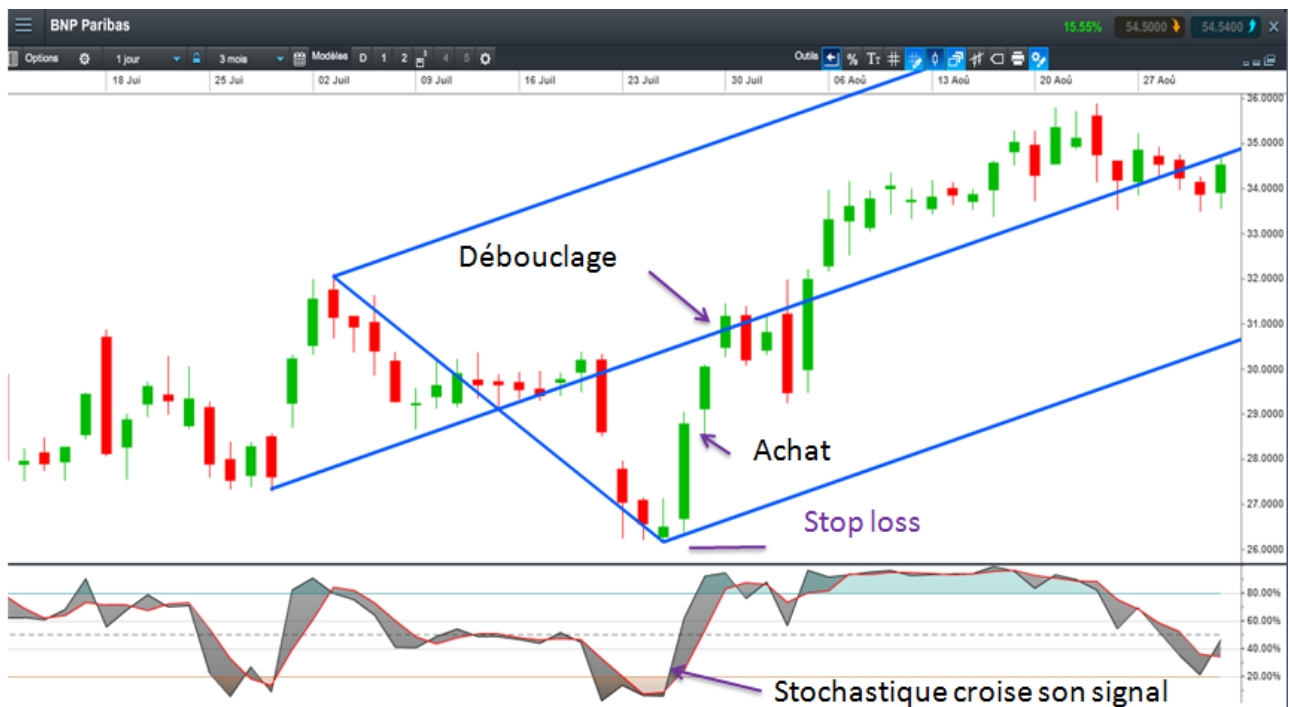 BNP Paribas 15.55% 54.5000 54.5400
Options 1 jour 3 mois Modèles D 1 2 3 4 5 Outils % TT
18 Jui 25 Jui 02 Juil 09 Juil 16 Juil 23 Juil 30 Juil 06 Aoû 13 Aoû 20 Aoû 27 Aoû
36.0000
35.0000
34.0000
33.0000
Débouclage
32.0000
31.0000
30.0000
29.0000
Achat
28.0000
27.0000
Stop loss
26.0000
80.00%
60.00%
40.00%
20.00%
Stochastique croise son signal